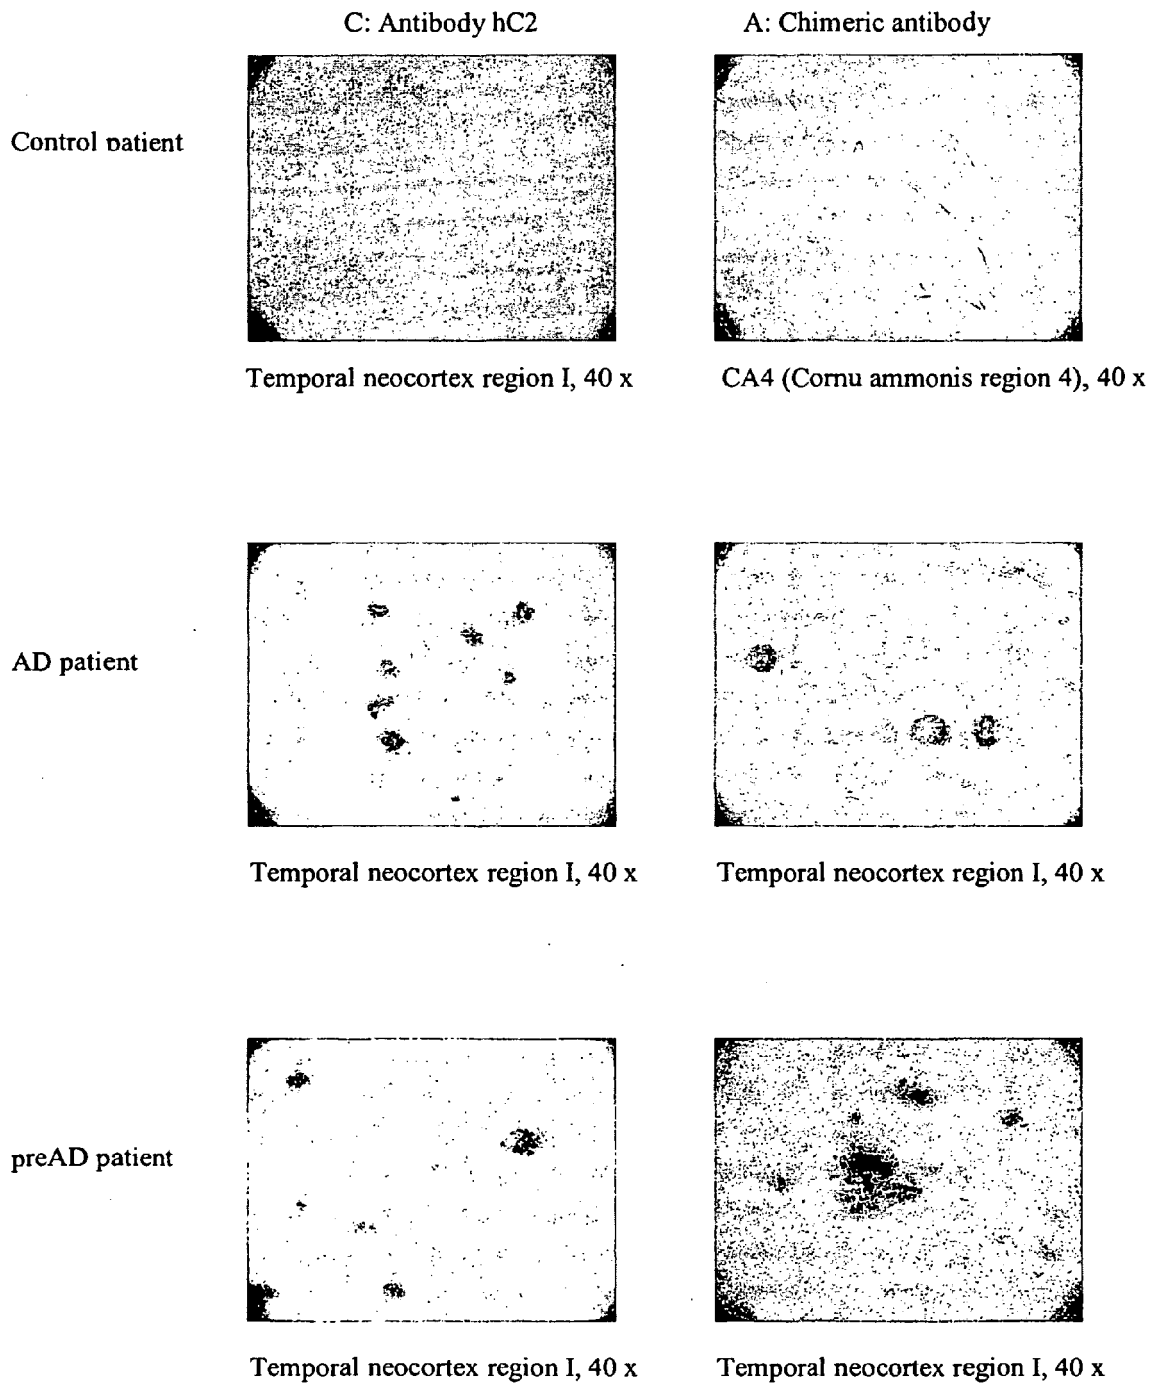 C: Antibody hC2
A: Chimeric antibody
Control patient
Temporal neocortex region I, 40 x
CA4 (Cornu ammonis region 4), 40 x
AD patient
Temporal neocortex region I, 40 x
Temporal neocortex region I, 40 x
preAD patient
Temporal neocortex region I, 40 x
Temporal neocortex region I, 40 x